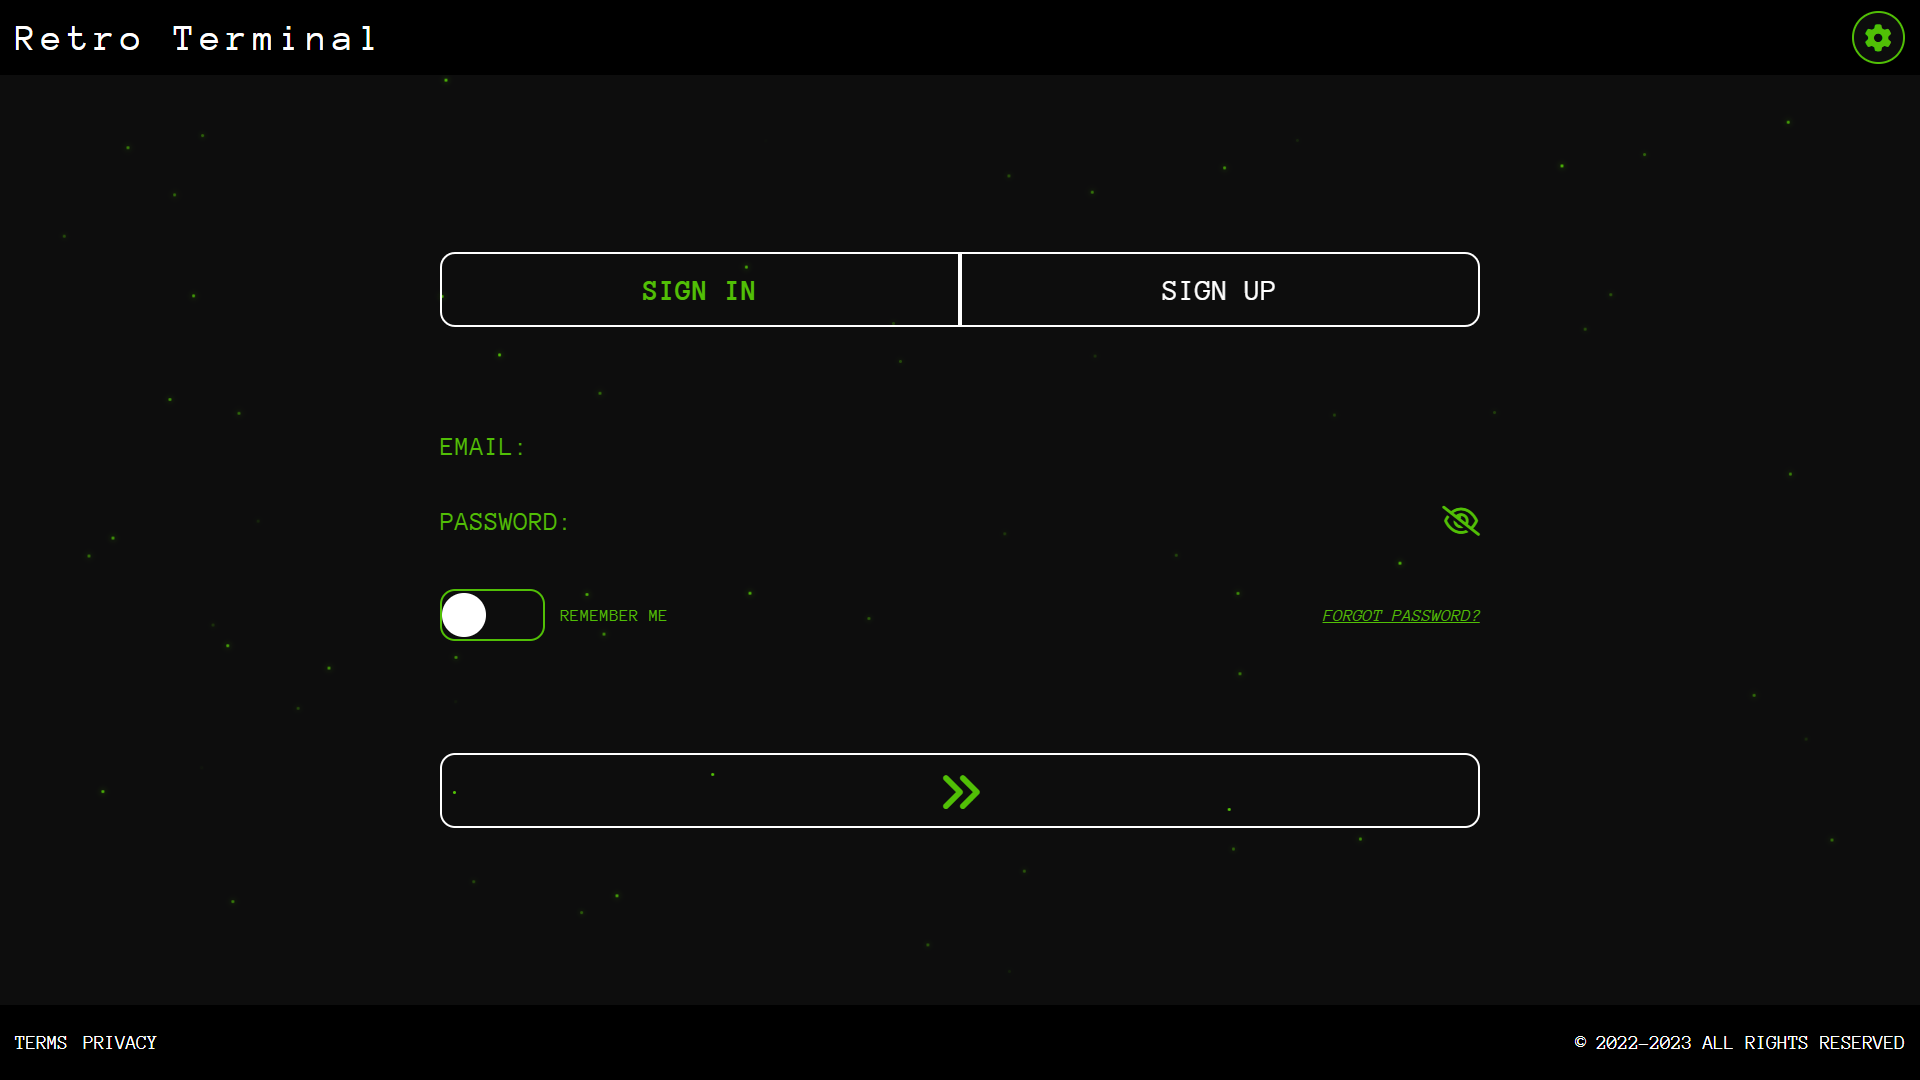 Retro Terminal
SIGN IN
SIGN UP
EMAIL:
PASSWORD:
REMEMBER ME
FORGOT PASSWORD?
TERMS PRIVACY
© 2022-2023 ALL RIGHTS RESERVED